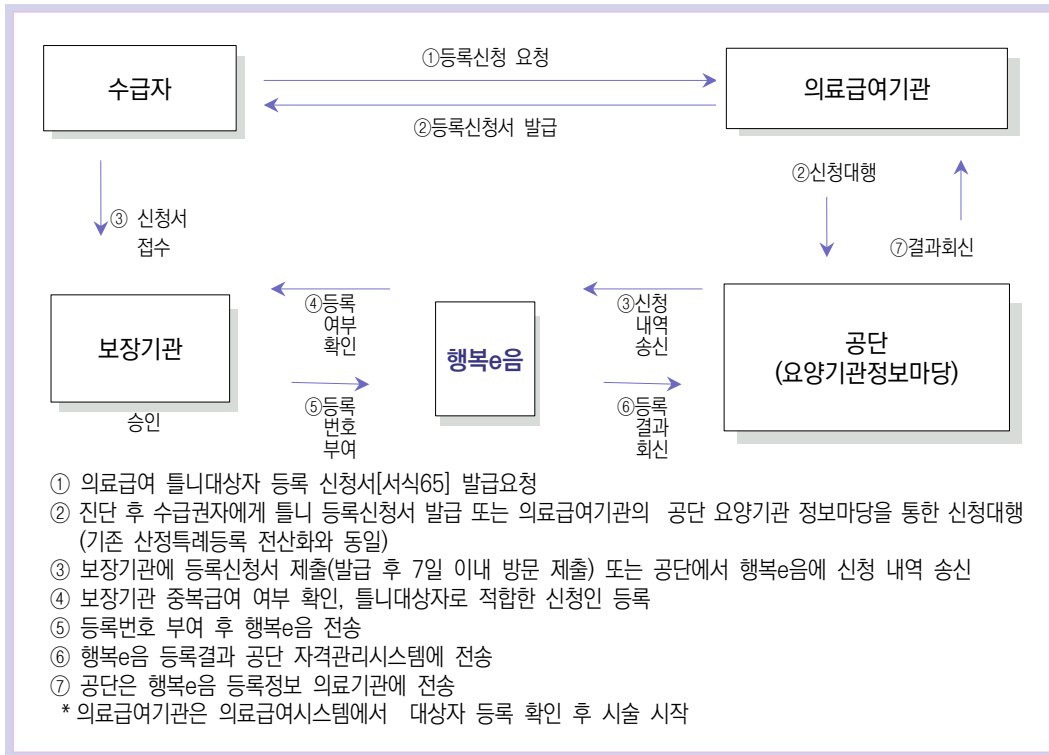 ①등록신청 요청
수급자
의료급여기관
②등록신청서 발급
②신청대행
③ 신청서
접수
⑦결과회신
④등록
여부
확인
③신청
내역
송신
보장기관
행복e음
공단
(요양기관정보마당)
승인
⑤등록
번호
부여
⑥등록
결과
회신
① 의료급여 틀니대상자 등록 신청서[서식65] 발급요청
② 진단 후 수급권자에게 틀니 등록신청서 발급 또는 의료급여기관의 공단 요양기관 정보마당을 통한 신청대행
(기존 산정특례등록 전산화와 동일)
③ 보장기관에 등록신청서 제출(발급 후 7일 이내 방문 제출) 또는 공단에서 행복e음에 신청 내역 송신
④ 보장기관 중복급여 여부 확인, 틀니대상자로 적합한 신청인 등록
⑤ 등록번호 부여 후 행복e음 전송
⑥ 행복e음 등록결과 공단 자격관리시스템에 전송
⑦ 공단은 행복e음 등록정보 의료기관에 전송
* 의료급여기관은 의료급여시스템에서 대상자 등록 확인 후 시술 시작